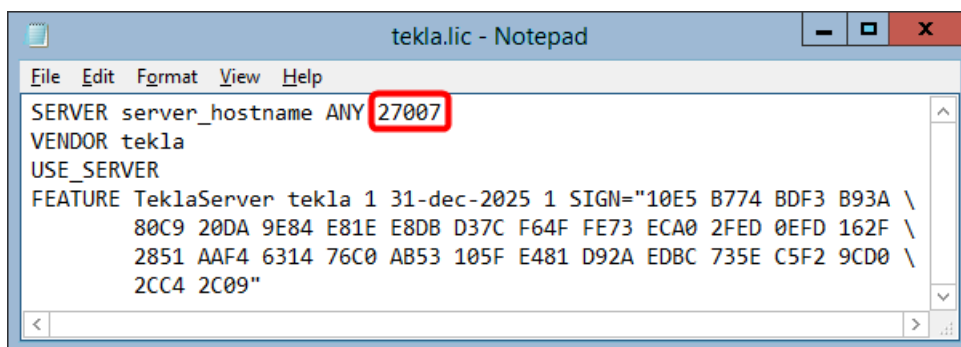 tekla.lic - Notepad
File Edit Format View Help
SERVER server_hostname ANY 27007
VENDOR tekla
USE_SERVER
FEATURE TeklaServer tekla 1 31-dec-2025 1 SIGN="10E5 B774 BDF3 B93A \
80C9 20DA 9E84 E81E E8DB D37C F64F FE73 ECA0 2FED 0EFD 162F \
2851 AAF4 6314 76C0 AB53 105F E481 D92A EDBC 735E C5F2 9CD0 \
2CC4 2C09"